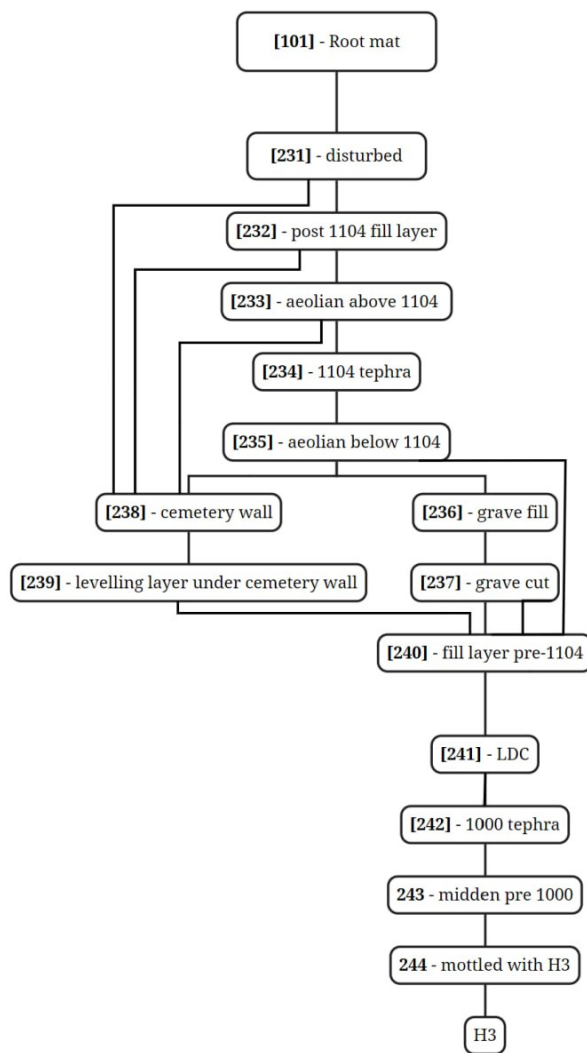 [101] - Root mat
[231] - disturbed
[232] - post 1104 fill layer
[233] - aeolian above 1104
[234] - 1104 tephra
[235] - aeolian below 1104
[238] - cemetery wall
[236] - grave fill
[239] - levelling layer under cemetery wall
[237] - grave cut
[240] - fill layer pre-1104
[241] - LDC
[242] - 1000 tephra
243 - midden pre 1000
244 - mottled with H3
H3